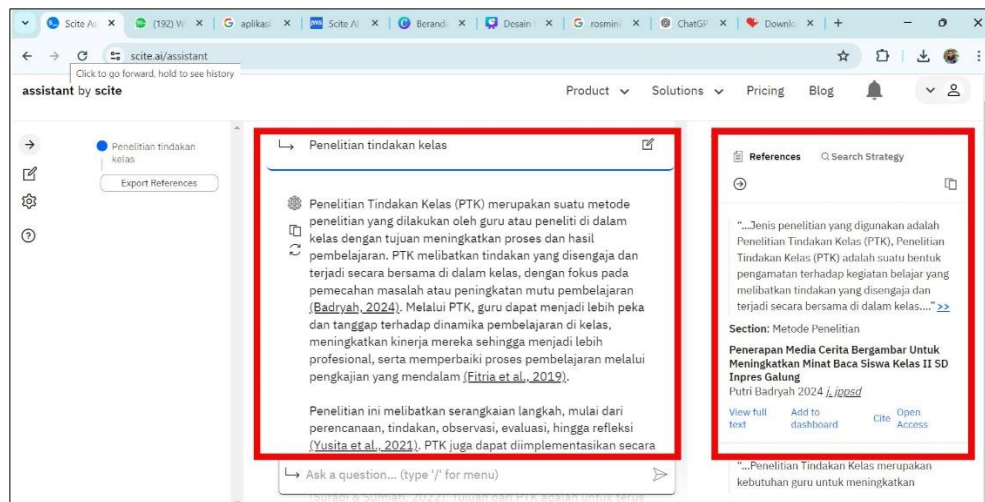 Scite As
(192) W
aplikasi
Scite AI
Berand
Desain
rosmini
ChatGP
Downlo
scite.ai/assistant
Click to go forward, hold to see history
assistant by scite
Product
Solutions
Pricing
Blog
Penelitian tindakan
kelas
Export References
Penelitian tindakan kelas
Penelitian Tindakan Kelas (PTK) merupakan suatu metode
penelitian yang dilakukan oleh guru atau peneliti di dalam
kelas dengan tujuan meningkatkan proses dan hasil
pembelajaran. PTK melibatkan tindakan yang disengaja dan
terjadi secara bersama di dalam kelas, dengan fokus pada
pemecahan masalah atau peningkatan mutu pembelajaran
(Badryah, 2024). Melalui PTK, guru dapat menjadi lebih peka
dan tanggap terhadap dinamika pembelajaran di kelas,
meningkatkan kinerja mereka sehingga menjadi lebih
profesional, serta memperbaiki proses pembelajaran melalui
pengkajian yang mendalam (Fitria et al., 2019).
Penelitian ini melibatkan serangkaian langkah, mulai dari
perencanaan, tindakan, observasi, evaluasi, hingga refleksi
(Yusita et al., 2021). PTK juga dapat diimplementasikan secara
Ask a question... (type '/' for menu)
(Suradi & Sumiati, 2022). Tujuan dari PTK adalah untuk terus
References
Search Strategy
"...Jenis penelitian yang digunakan adalah
Penelitian Tindakan Kelas (PTK), Penelitian
Tindakan Kelas (PTK) adalah suatu bentuk
pengamatan terhadap kegiatan belajar yang
melibatkan tindakan yang disengaja dan
terjadi secara bersama di dalam kelas...." >>
Section: Metode Penelitian
Penerapan Media Cerita Bergambar Untuk
Meningkatkan Minat Baca Siswa Kelas II SD
Inpres Galung
Putri Badryah 2024 j. jppsd
View full text
Add to dashboard
Cite
Open Access
"...Penelitian Tindakan Kelas merupakan
kebutuhan guru untuk meningkatkan